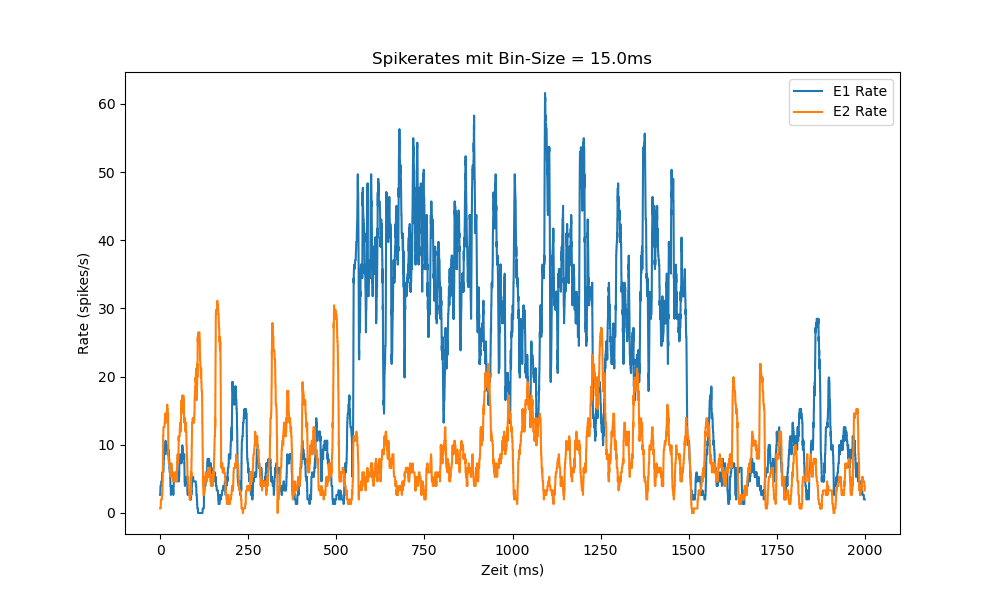 Spikerates mit Bin-Size = 15.0ms
E1 Rate
E2 Rate
Rate (spikes/s)
60
50
40
30
20
10
0
0 250 500 750 1000 1250 1500 1750 2000
Zeit (ms)